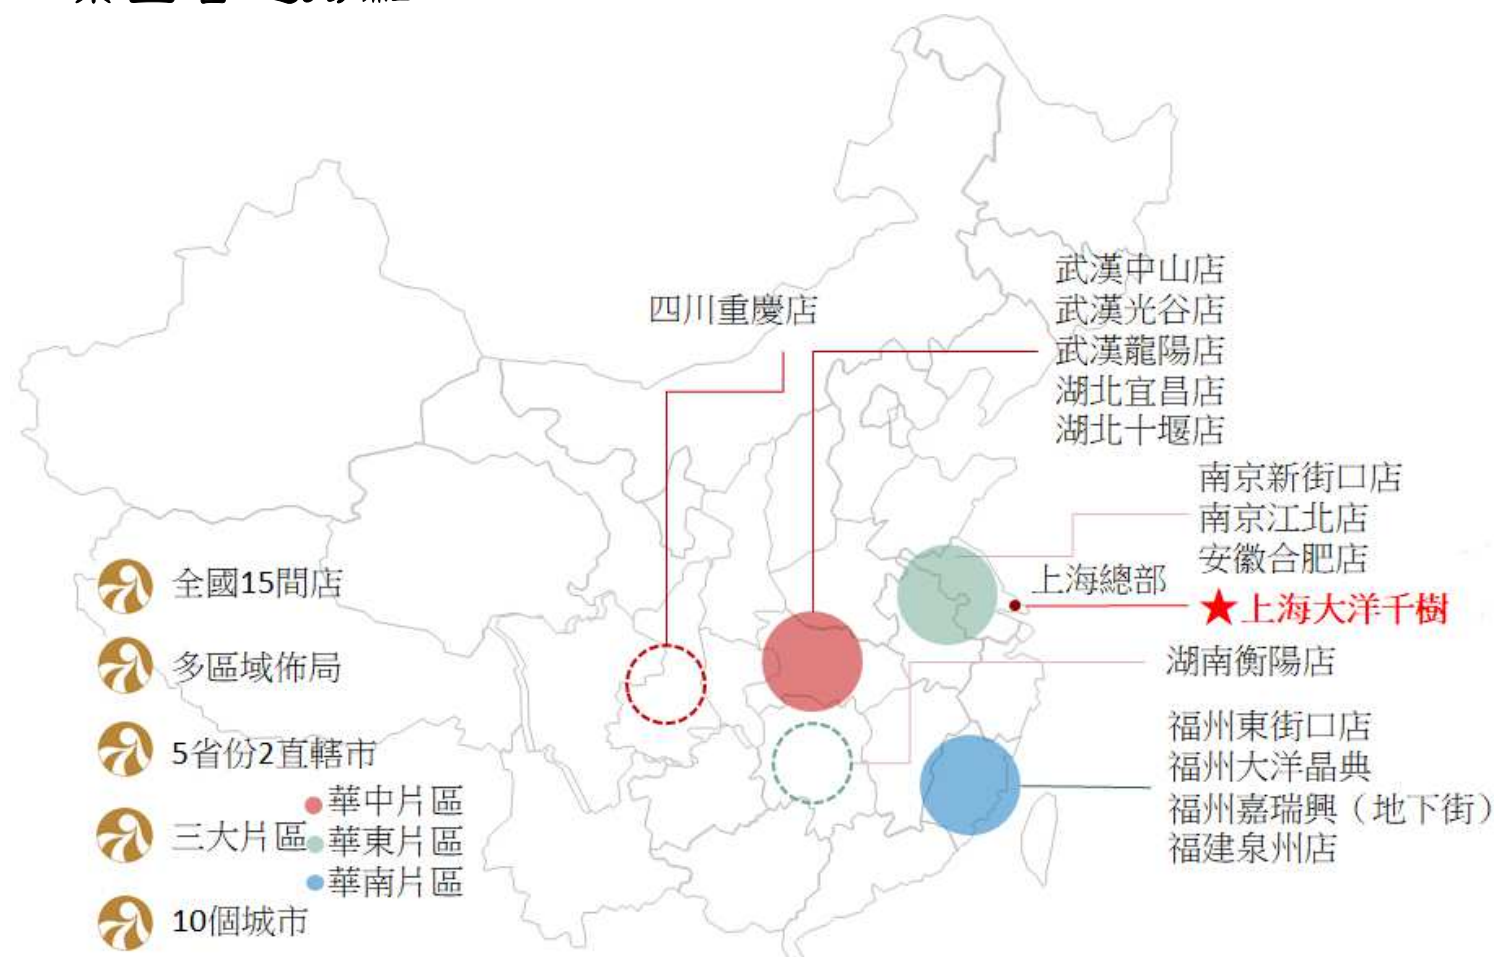 四川重慶店
武漢中山店
武漢光谷店
武漢龍陽店
湖北宜昌店
湖北十堰店
南京新街口店
南京江北店
安徽合肥店
上海總部
★上海大洋千樹
湖南衡陽店
福州東街口店
福州大洋晶典
福州嘉瑞興（地下街）
福建泉州店
全國15間店
多區域佈局
5省份2直轄市
三大片區
華中片區
華東片區
華南片區
10個城市